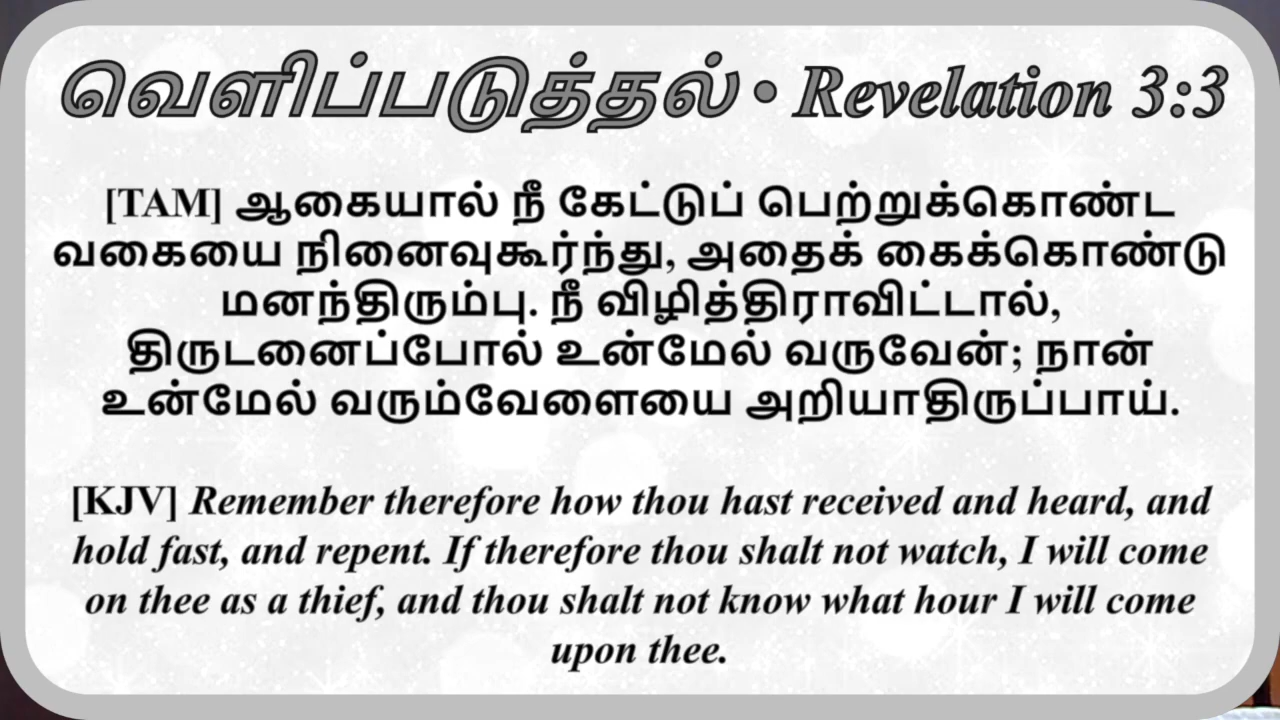 வெளிப்படுத்தல் • Revelation 3:3
[TAM] ஆகையால் நீ கேட்டுப் பெற்றுக்கொண்ட
வகையை நினைவுகூர்ந்து, அதைக் கைக்கொண்டு
மனந்திரும்பு. நீ விழித்திராவிட்டால்,
திருடனைப்போல் உன்மேல் வருவேன்; நான்
உன்மேல் வரும்வேளையை அறியாதிருப்பாய்.
[KJV] Remember therefore how thou hast received and heard, and
hold fast, and repent. If therefore thou shalt not watch, I will come
on thee as a thief, and thou shalt not know what hour I will come
upon thee.